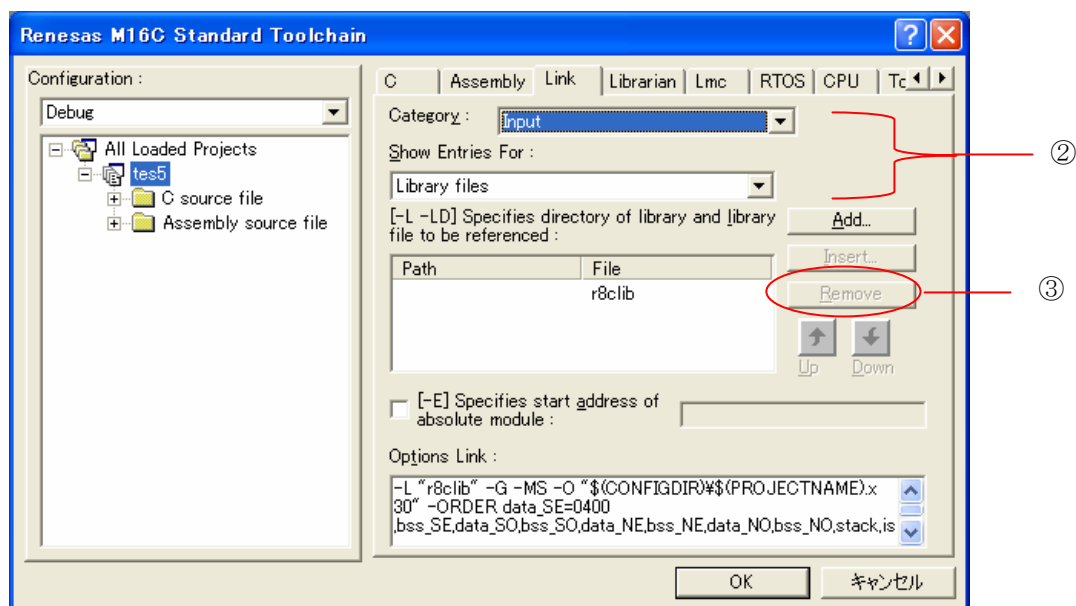 Renesas M16C Standard Toolchain
Configuration :
Debug
All Loaded Projects
tes5
C source file
Assembly source file
C
Assembly
Link
Librarian
Lmc
RTOS
CPU
Category :
Input
Show Entries For :
Library files
②
[-L -LD] Specifies directory of library and library
file to be referenced :
Add...
Insert...
Path
File
r8clib
Remove
③
Up
Down
[-E] Specifies start address of
absolute module :
Options Link :
-L "r8clib" -G -MS -O "$(CONFIGDIR)¥$(PROJECTNAME).x
30" -ORDER data_SE=0400
,bss_SE,data_SO,bss_SO,data_NE,bss_NE,data_NO,bss_NO,stack,is
OK
キャンセル